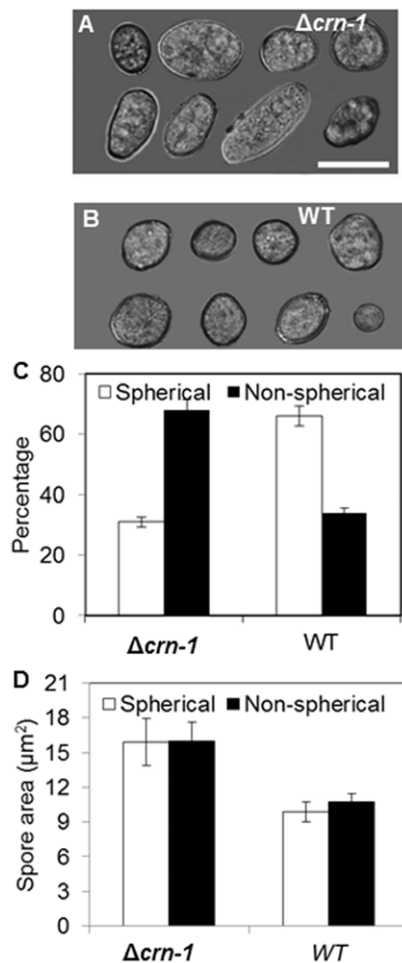 A Δcrn-1
B WT
C
80
60
40
20
0
Percentage
Spherical Non-spherical
Δcrn-1 WT
D
21
18
15
12
9
6
3
0
Spore area (µm²)
Spherical Non-spherical
Δcrn-1 WT